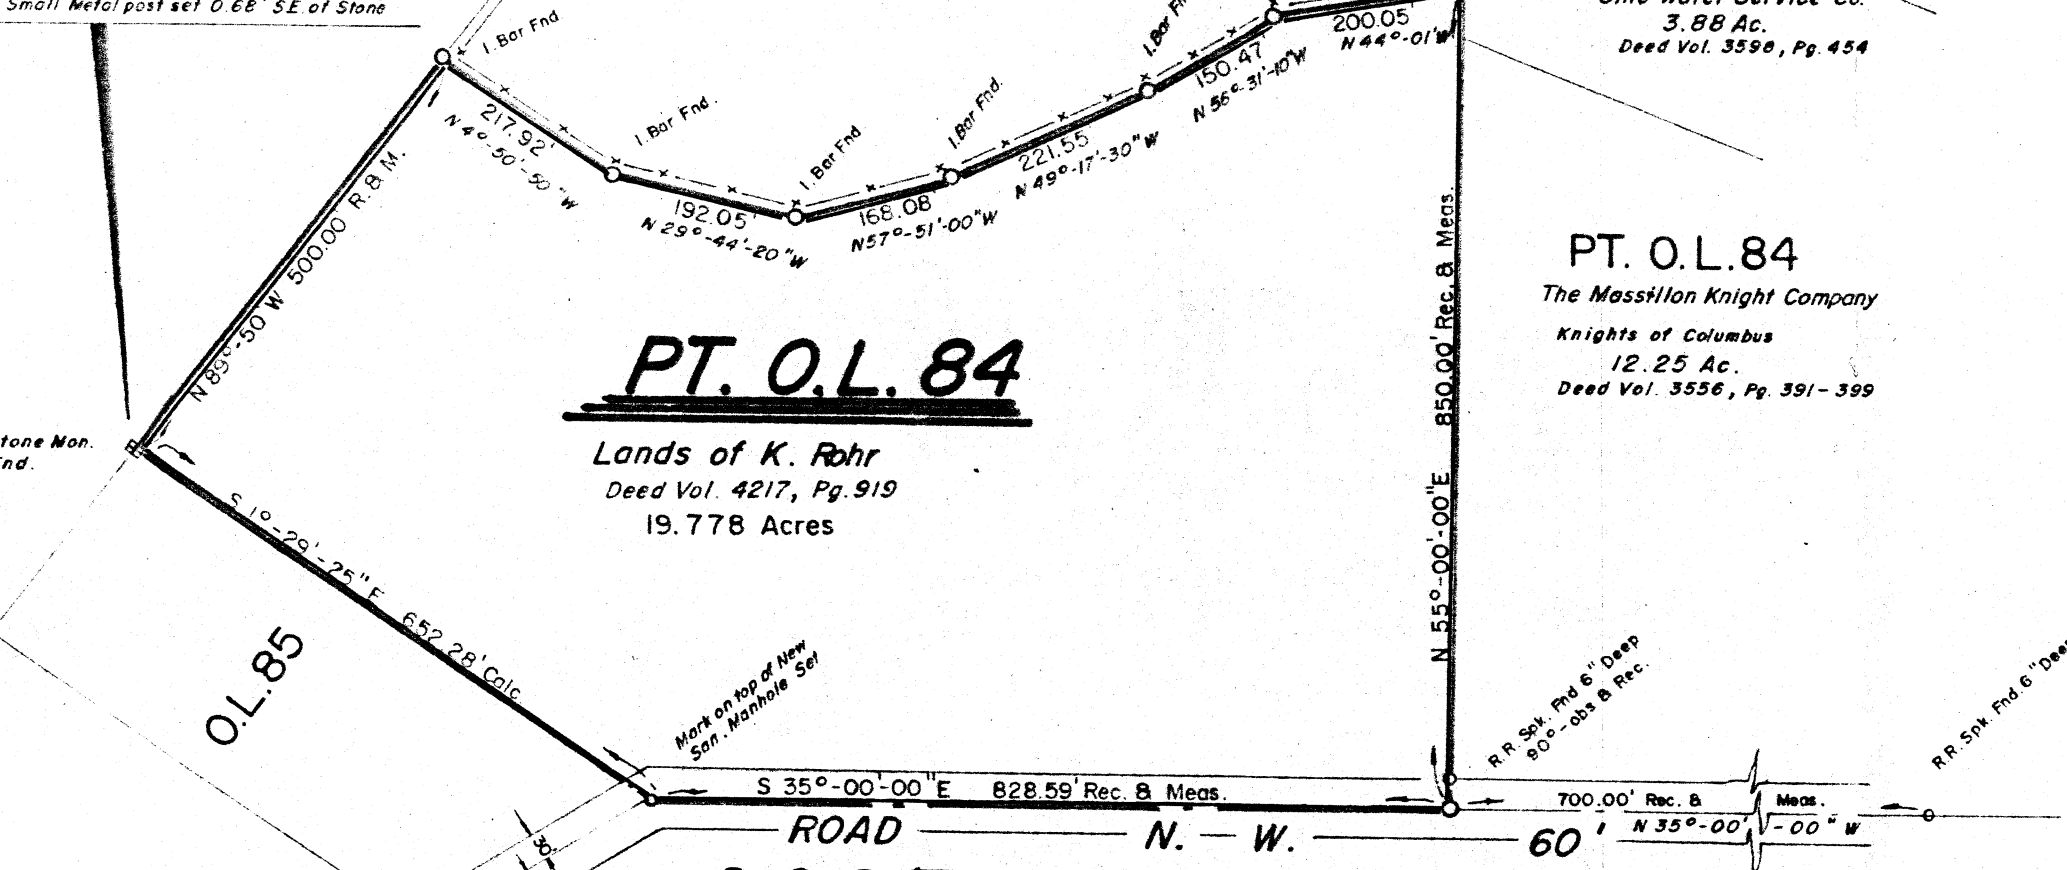 Small Metal post set 0.68' S.E. of Stone
I. Bar Fnd
217.92'
N 4°-50'-50"W
I. Bar Fnd.
192.05'
N 29°-44'-20"W
I. Bar Fnd
168.08'
N57°-51'-00"W
I. Bar Fnd.
221.55
N 49°-17'-30"W
I. Bar
150.47'
N 56°-31'-10"W
200.05'
N 44°-01'W
3.88 Ac.
Deed Vol. 3598, Pg. 454
N 89°-50 W 500.00 R. & M.
N 55°-00'-00"E 850.00' Rec. & Meas.
PT. O.L. 84
The Massillon Knight Company
Knights of Columbus
12.25 Ac.
Deed Vol. 3556, Pg. 391-399
PT. O.L. 84
Lands of K. Rohr
Deed Vol. 4217, Pg. 919
19.778 Acres
tone Mon.
nd.
S 1°-29'-25" E 652.28' Calc
O.L. 85
Mark on top of New
San. Manhole Set
R.R. Spk. Fnd 6" Deep
90°-obs & Rec.
R.R. Spk. Fnd. 6" Deep
S 35°-00'-00"E 828.59' Rec. & Meas.
700.00' Rec. & Meas.
N 35°-00'-00"W
ROAD N. W. 60'
30'